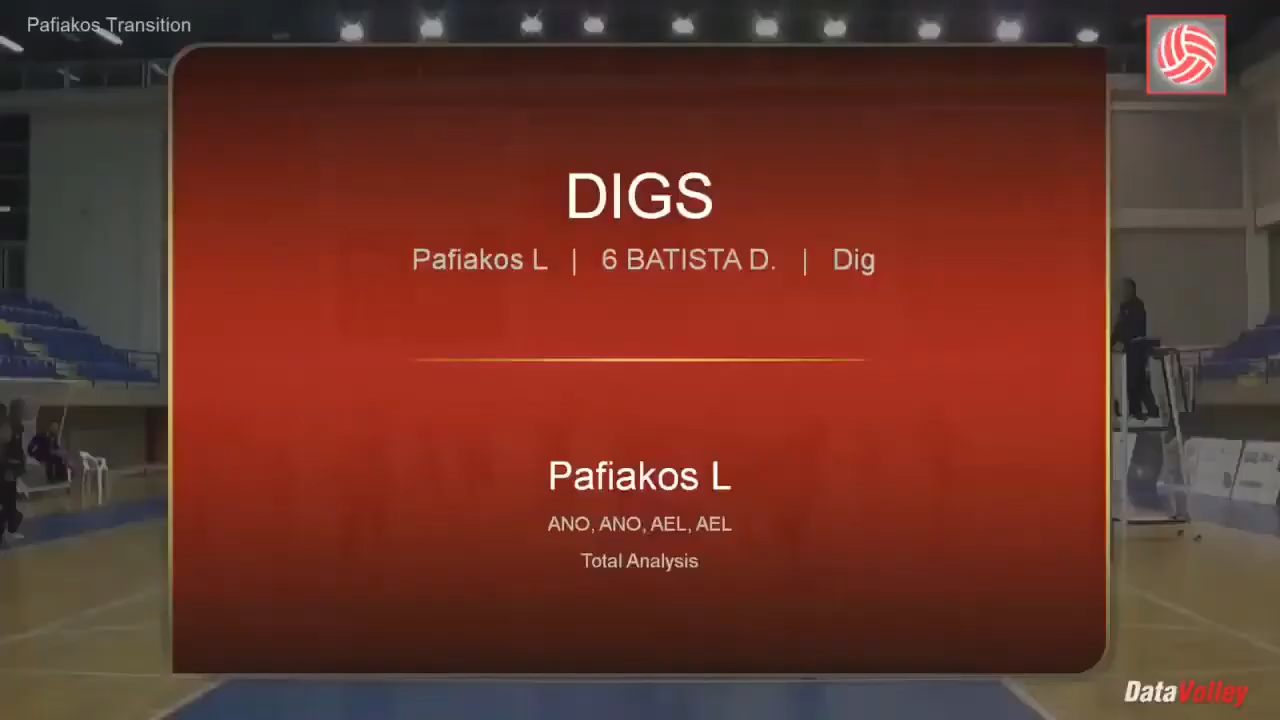 Pafiakos Transition
DIGS
Pafiakos L | 6 BATISTA D. | Dig
Pafiakos L
ANO, ANO, AEL, AEL
Total Analysis
DataVolley